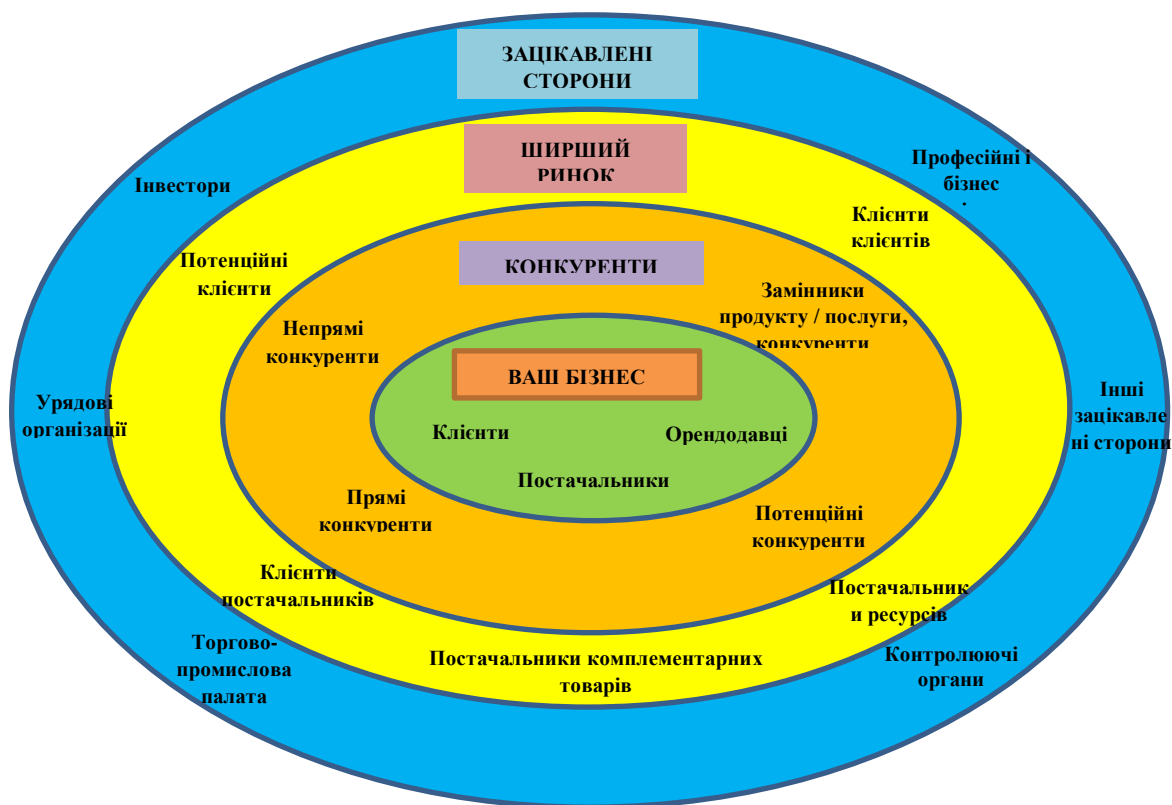 ЗАЦІКАВЛЕНІ
СТОРОНИ
ШИРШИЙ
РИНОК
Професійні і
бізнес
Інвестори
Клієнти
клієнтів
Потенційні
клієнти
КОНКУРЕНТИ
Замінники
продукту / послуги,
конкуренти
Непрямі
конкуренти
ВАШ БІЗНЕС
Урядові
організації
Інші
зацікавле
ні сторони
Клієнти
Орендодавці
Постачальники
Прямі
конкуренти
Потенційні
конкуренти
Клієнти
постачальників
Постачальник
и ресурсів
Торгово-
промислова
палата
Постачальники комплементарних
товарів
Контролюючі
органи